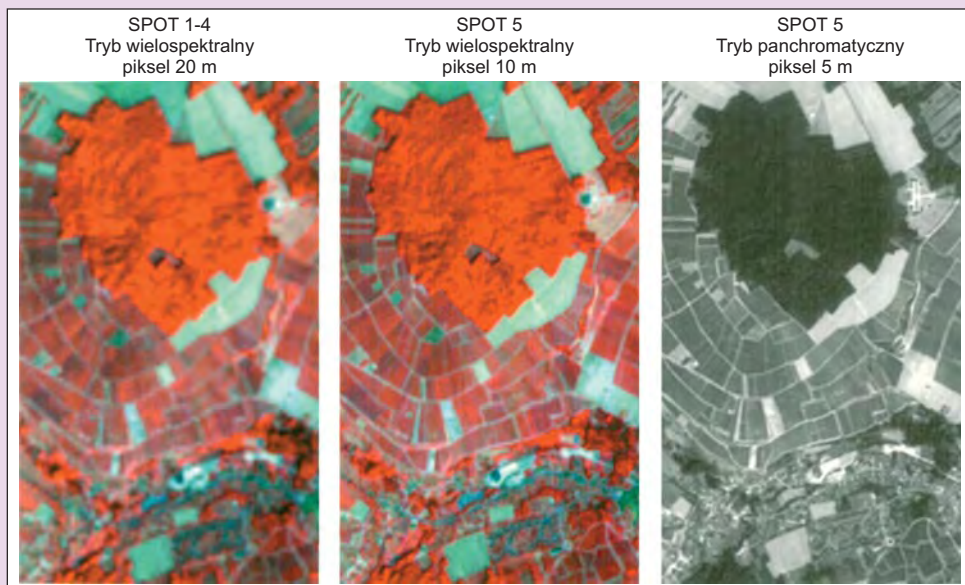 SPOT 1-4
Tryb wielospektralny
piksel 20 m
SPOT 5
Tryb wielospektralny
piksel 10 m
SPOT 5
Tryb panchromatyczny
piksel 5 m